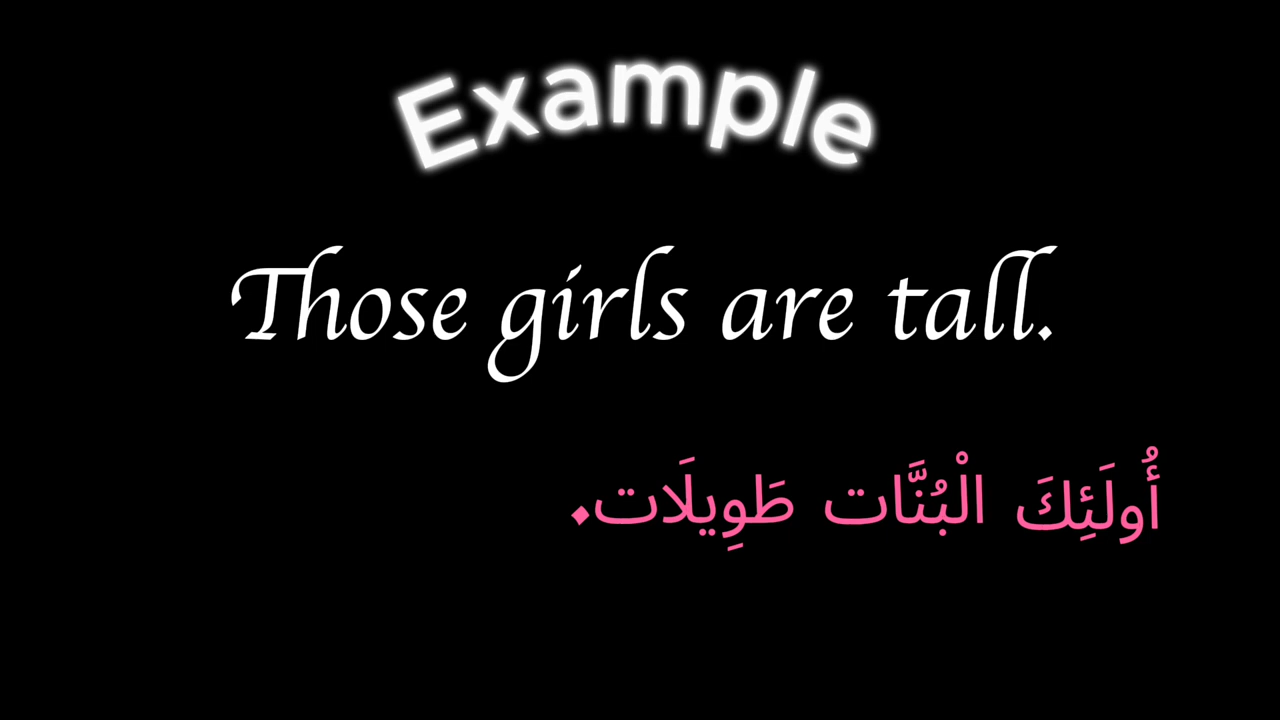 Example
Those girls are tall.
أُولَئِكَ الْبُنَّات طَوِيلَات.